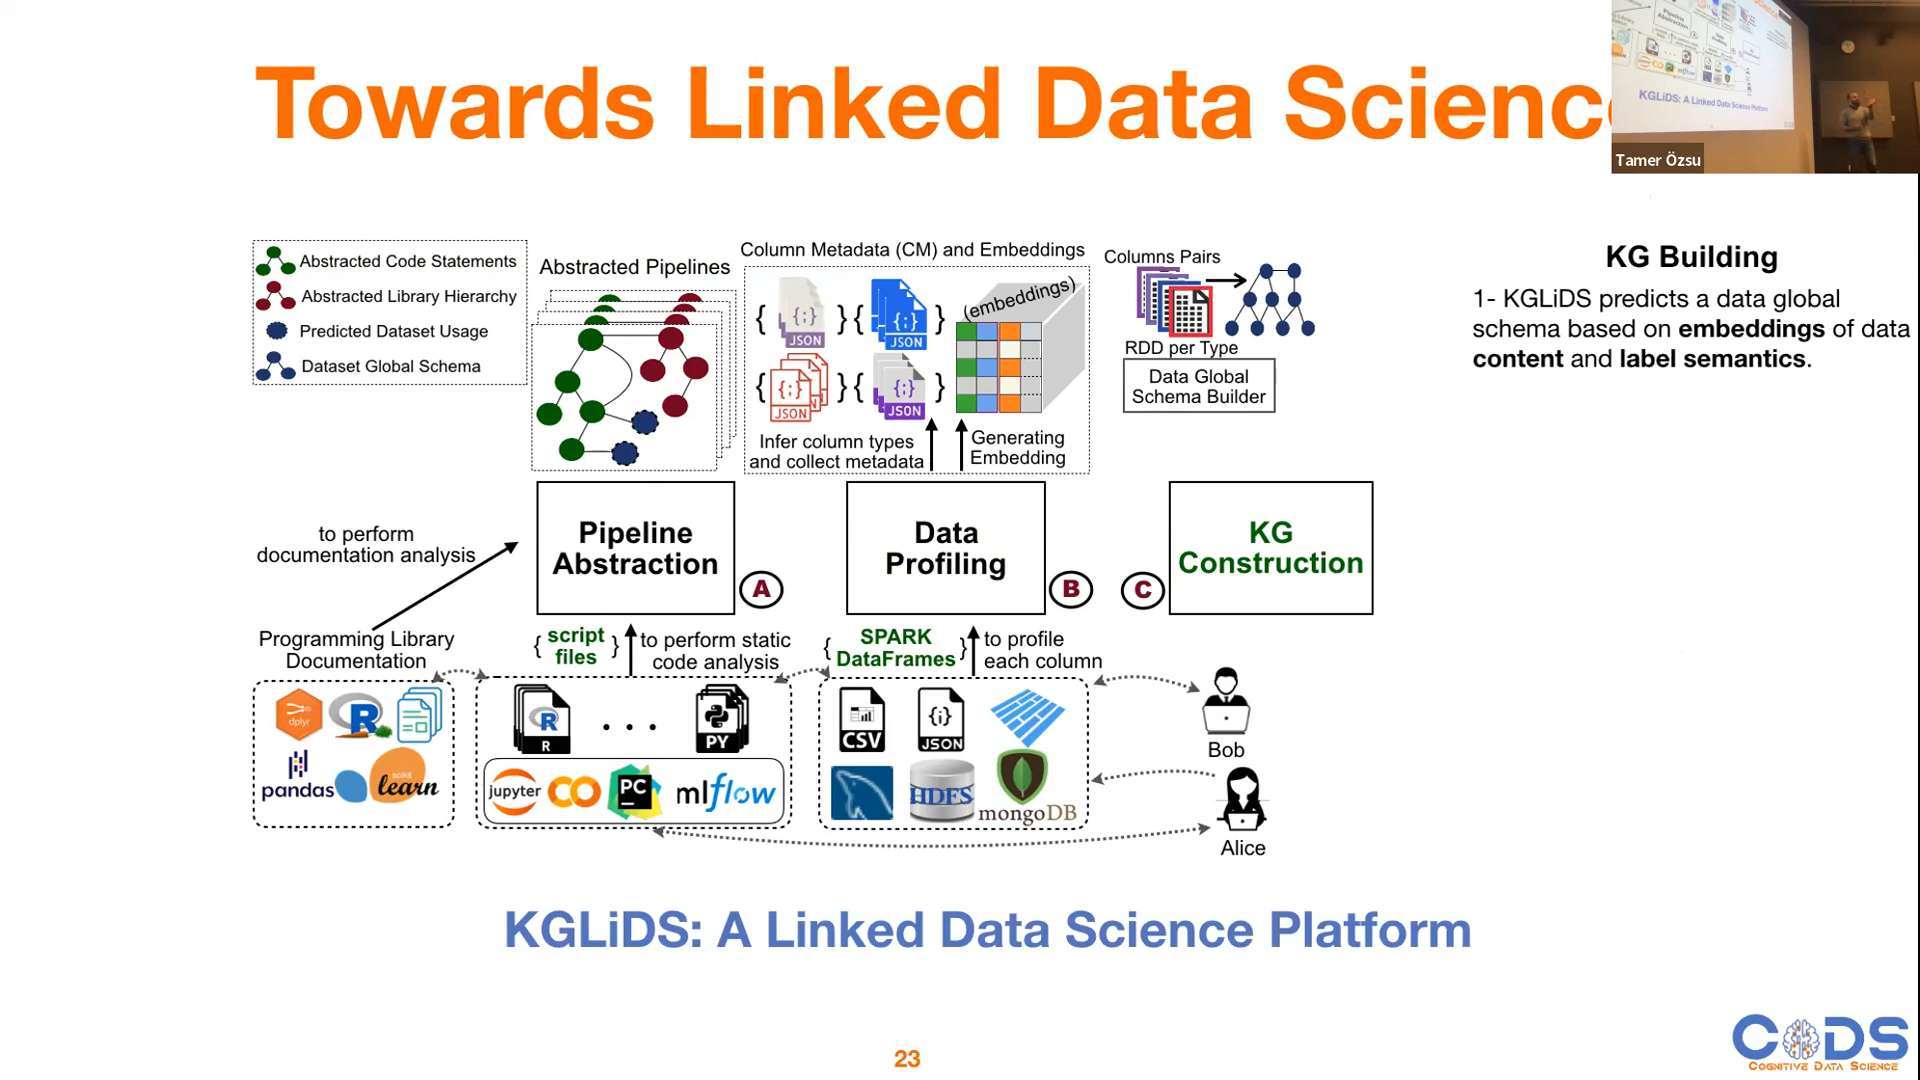 Towards Linked Data Scienc
KGLiDS: A Linked Data Science Platform
Tamer Özsu
Abstracted Code Statements
Abstracted Library Hierarchy
Predicted Dataset Usage
Dataset Global Schema
Abstracted Pipelines
Column Metadata (CM) and Embeddings
{ {;} } { {;} }
JSON JSON
{ {;} } { {;} }
JSON JSON
(embeddings)
Infer column types
and collect metadata
Generating
Embedding
Columns Pairs
RDD per Type
Data Global
Schema Builder
KG Building
1- KGLiDS predicts a data global
schema based on embeddings of data
content and label semantics.
to perform
documentation analysis
Pipeline
Abstraction
A
Data
Profiling
B
C
KG
Construction
Programming Library
Documentation
{ script
files }
to perform static
code analysis
{ SPARK
DataFrames }
to profile
each column
dplyr
R
pandas
scikit
learn
R
R
...
PY
jupyter
CO
PC
mlflow
CSV
{i}
JSON
HDFS
mongoDB
Bob
Alice
KGLiDS: A Linked Data Science Platform
23
CODS
COGNITIVE DATA SCIENCE